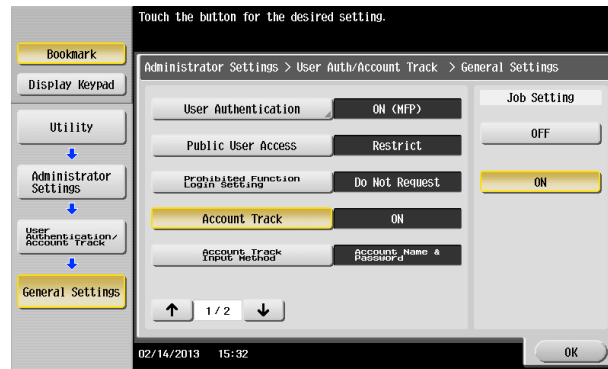 Touch the button for the desired setting.
Bookmark
Display Keypad
Utility
Administrator
Settings
User
Authentication/
Account Track
General Settings
Administrator Settings > User Auth/Account Track > General Settings
User Authentication
ON (MFP)
Public User Access
Restrict
Prohibited Function
Login Setting
Do Not Request
Account Track
ON
Account Track
Input Method
Account Name &
Password
↑ 1/2 ↓
Job Setting
OFF
ON
02/14/2013 15:32
OK